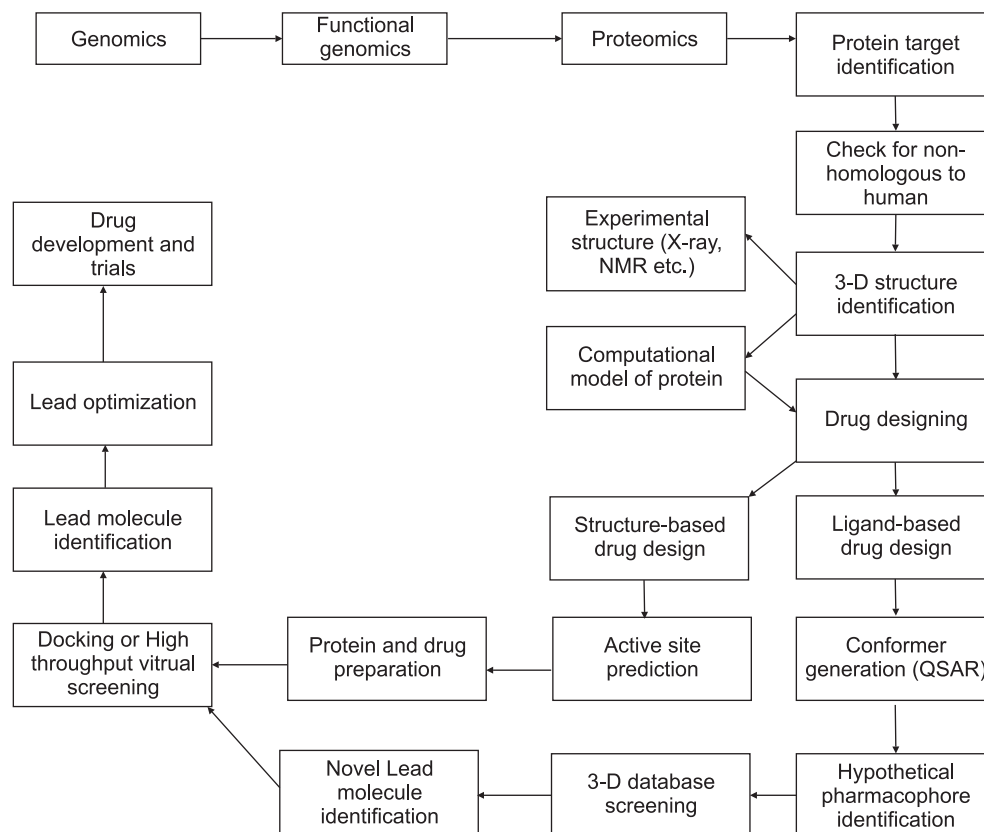 Genomics
Functional
genomics
Proteomics
Protein target
identification
Check for non-
homologous to
human
Experimental
structure (X-ray,
NMR etc.)
3-D structure
identification
Computational
model of protein
Drug designing
Structure-based
drug design
Ligand-based
drug design
Active site
prediction
Conformer
generation (QSAR)
Protein and drug
preparation
Hypothetical
pharmacophore
identification
3-D database
screening
Novel Lead
molecule
identification
Docking or High
throughput vitrual
screening
Lead molecule
identification
Lead optimization
Drug
development and
trials